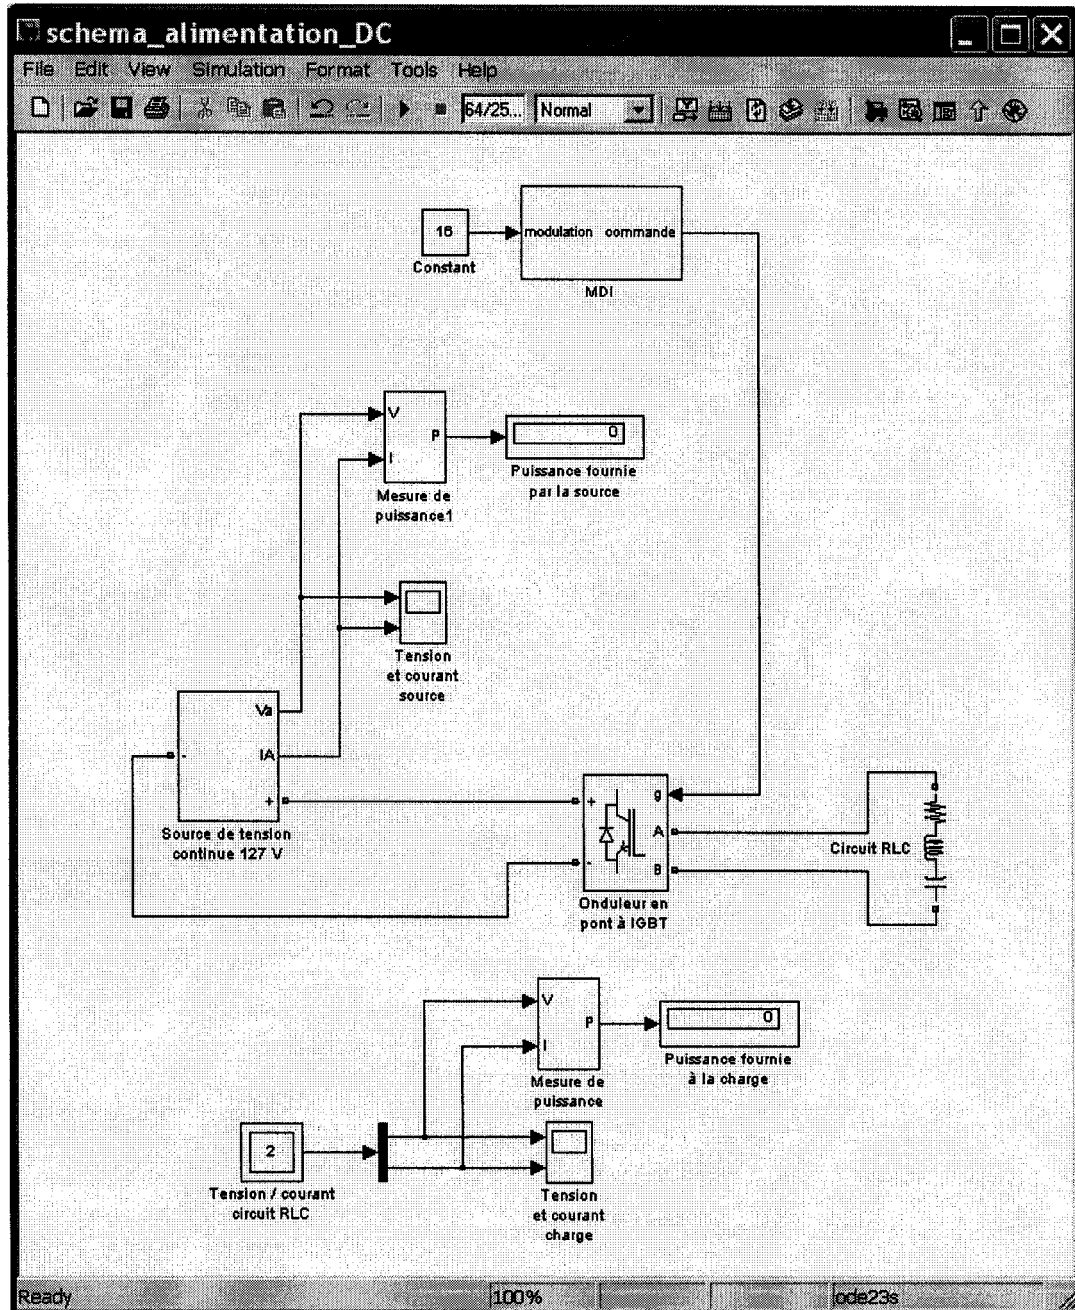 schema_alimentation_DC
File Edit View Simulation Format Tools Help
64/25... Normal
16
Constant
modulation commande
MDI
V
I
P
Mesure de
puissance1
0
Puissance fournie
par la source
Tension
et courant
source
Va
IA
-
+
Source de tension
continue 127 V
+
-
g
A
B
Onduleur en
pont à IGBT
Circuit RLC
V
I
P
Mesure de
puissance
0
Puissance fournie
à la charge
2
Tension / courant
circuit RLC
Tension
et courant
charge
Ready 100% ode23s